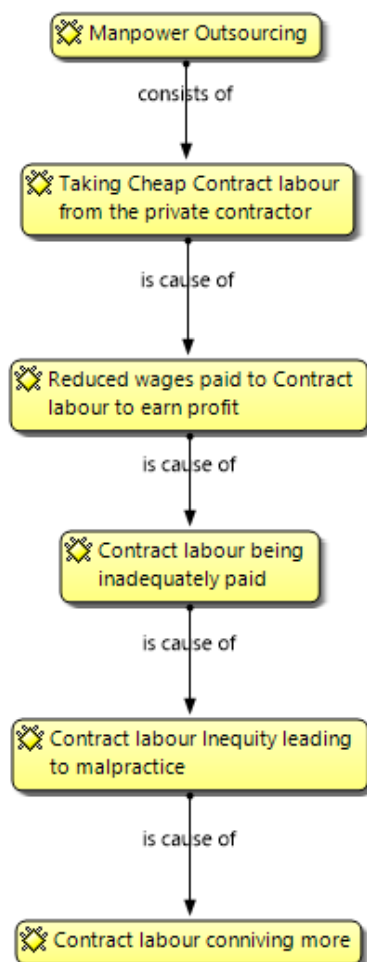 Manpower Outsourcing
consists of
Taking Cheap Contract labour
from the private contractor
is cause of
Reduced wages paid to Contract
labour to earn profit
is cause of
Contract labour being
inadequately paid
is cause of
Contract labour Inequity leading
to malpractice
is cause of
Contract labour conniving more